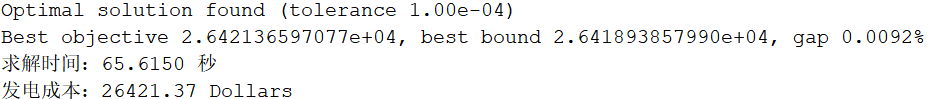 Optimal solution found (tolerance 1.00e-04)
Best objective 2.642136597077e+04, best bound 2.641893857990e+04, gap 0.0092%
求解时间：65.6150 秒
发电成本：26421.37 Dollars